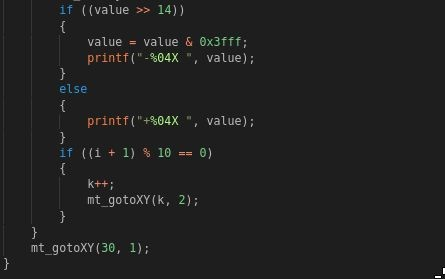 if ((value >> 14))
{
value = value & 0x3fff;
printf("-%04X ", value);
}
else
{
printf("+%04X ", value);
}
if ((i + 1) % 10 == 0)
{
k++;
mt_gotoXY(k, 2);
}
}
mt_gotoXY(30, 1);
}